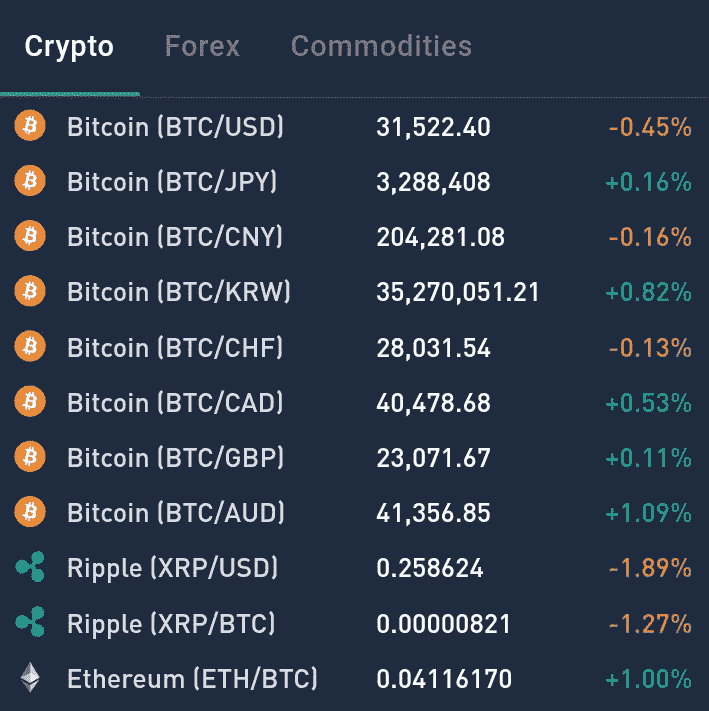 Crypto Forex Commodities
Bitcoin (BTC/USD) 31,522.40 -0.45%
Bitcoin (BTC/JPY) 3,288,408 +0.16%
Bitcoin (BTC/CNY) 204,281.08 -0.16%
Bitcoin (BTC/KRW) 35,270,051.21 +0.82%
Bitcoin (BTC/CHF) 28,031.54 -0.13%
Bitcoin (BTC/CAD) 40,478.68 +0.53%
Bitcoin (BTC/GBP) 23,071.67 +0.11%
Bitcoin (BTC/AUD) 41,356.85 +1.09%
Ripple (XRP/USD) 0.258624 -1.89%
Ripple (XRP/BTC) 0.00000821 -1.27%
Ethereum (ETH/BTC) 0.04116170 +1.00%